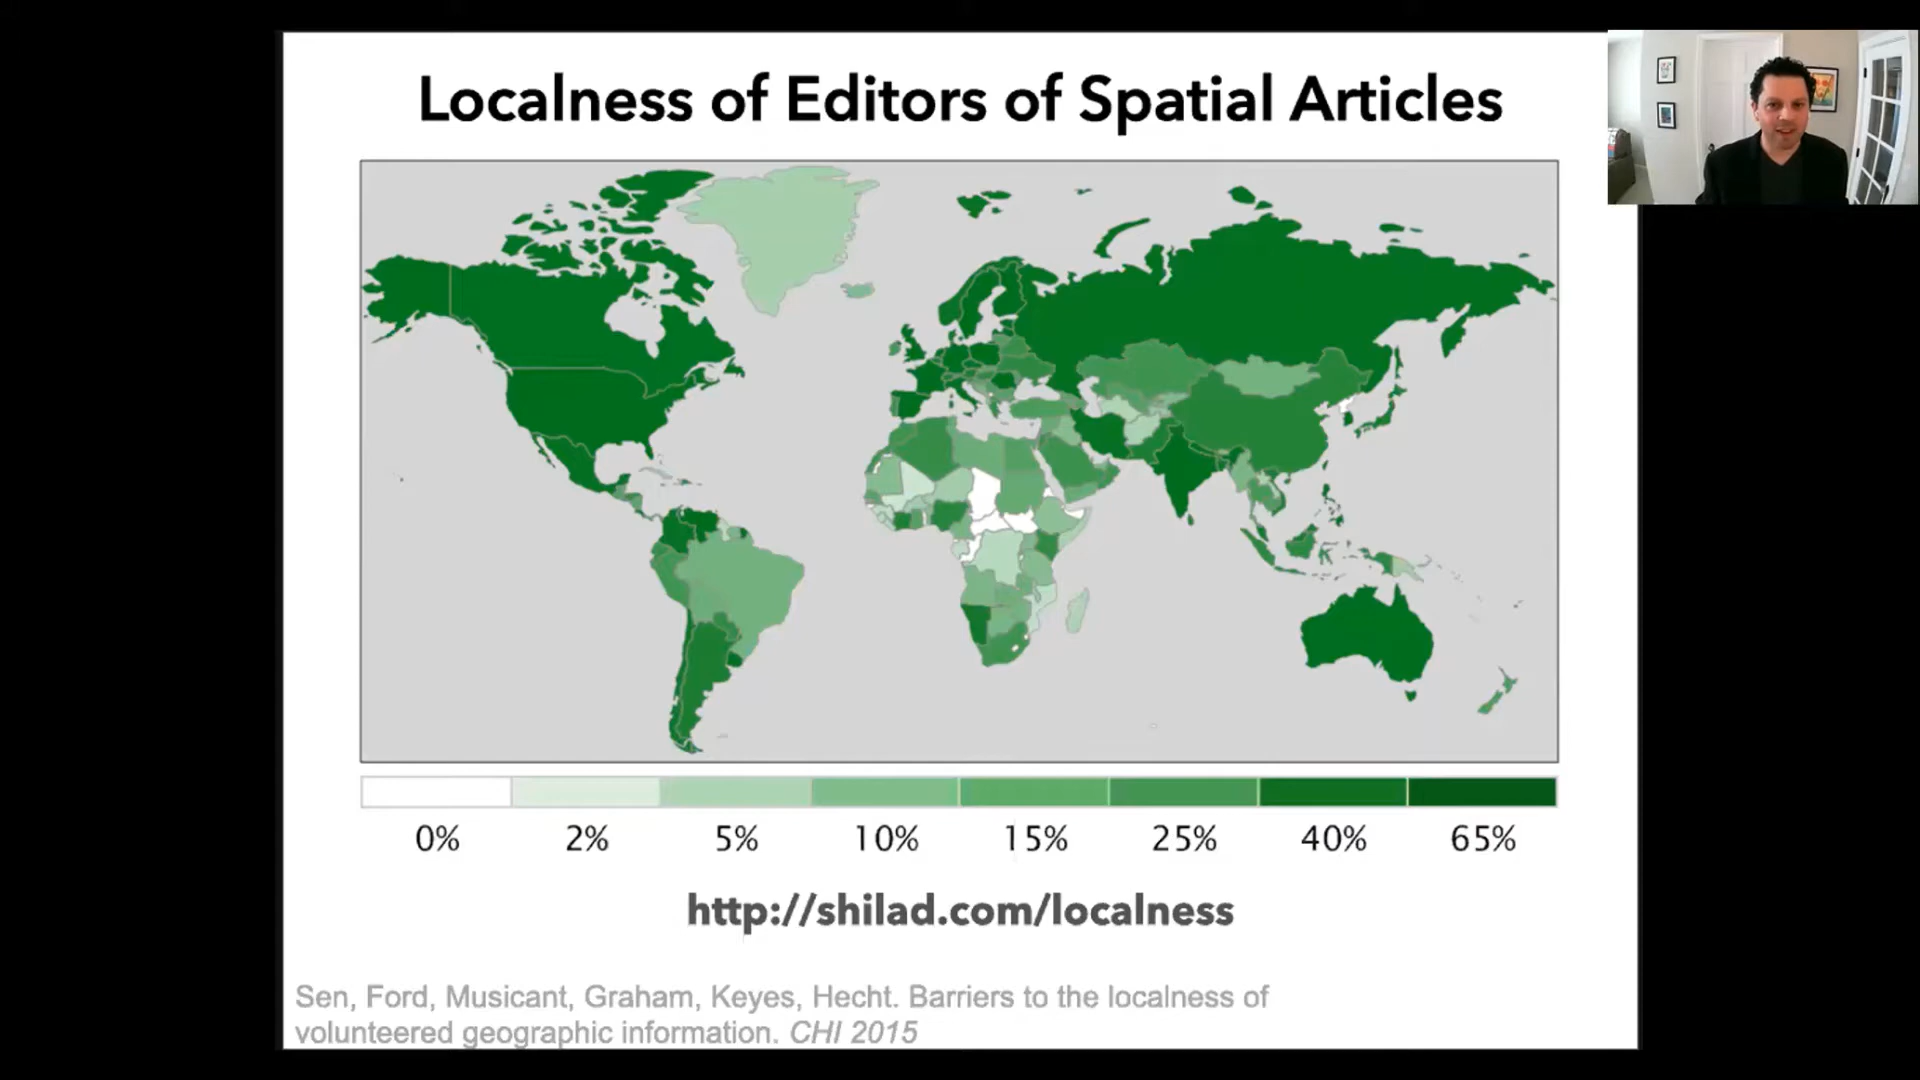 Localness of Editors of Spatial Articles
0%
2%
5%
10%
15%
25%
40%
65%
http://shilad.com/localness
Sen, Ford, Musicant, Graham, Keyes, Hecht. Barriers to the localness of
volunteered geographic information. CHI 2015